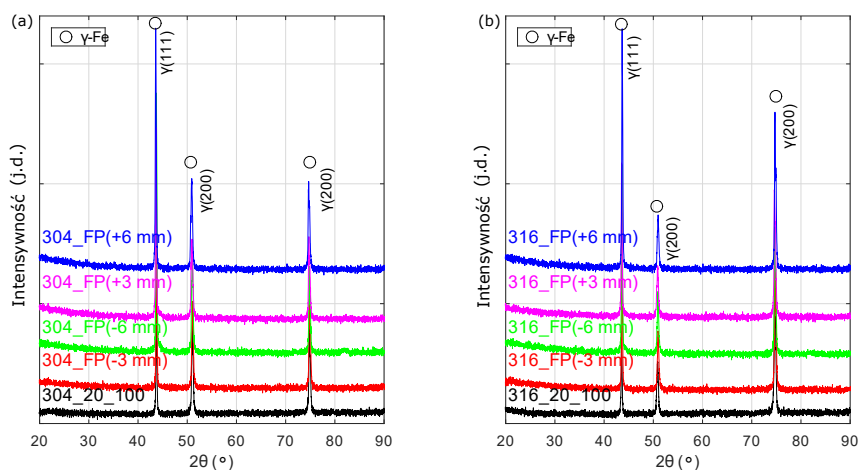 (a)
γ-Fe
γ(111)
γ(200)
γ(200)
304_FP(+6 mm)
304_FP(+3 mm)
304_FP(-6 mm)
304_FP(-3 mm)
304_20_100
Intensywność (j.d.)
20 30 40 50 60 70 80 90
2θ (°)
(b)
γ-Fe
γ(111)
γ(200)
γ(200)
316_FP(+6 mm)
316_FP(+3 mm)
316_FP(-6 mm)
316_FP(-3 mm)
316_20_100
Intensywność (j.d.)
20 30 40 50 60 70 80 90
2θ (°)